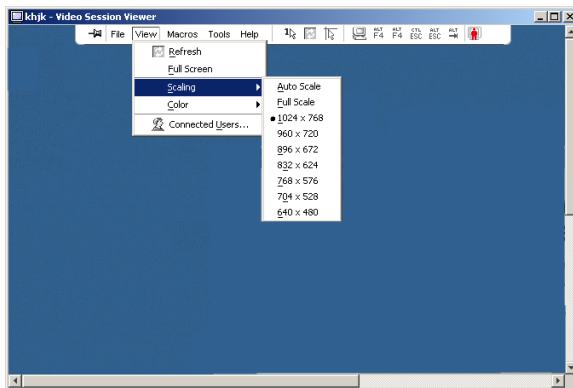 khjk - Video Session Viewer
File View Macros Tools Help 1 ALT F4 ALT F4 CTL ESC ALT ESC ALT
Refresh
Full Screen
Scaling
Color
Connected Users...
Auto Scale
Full Scale
1024 x 768
960 x 720
896 x 672
832 x 624
768 x 576
704 x 528
640 x 480